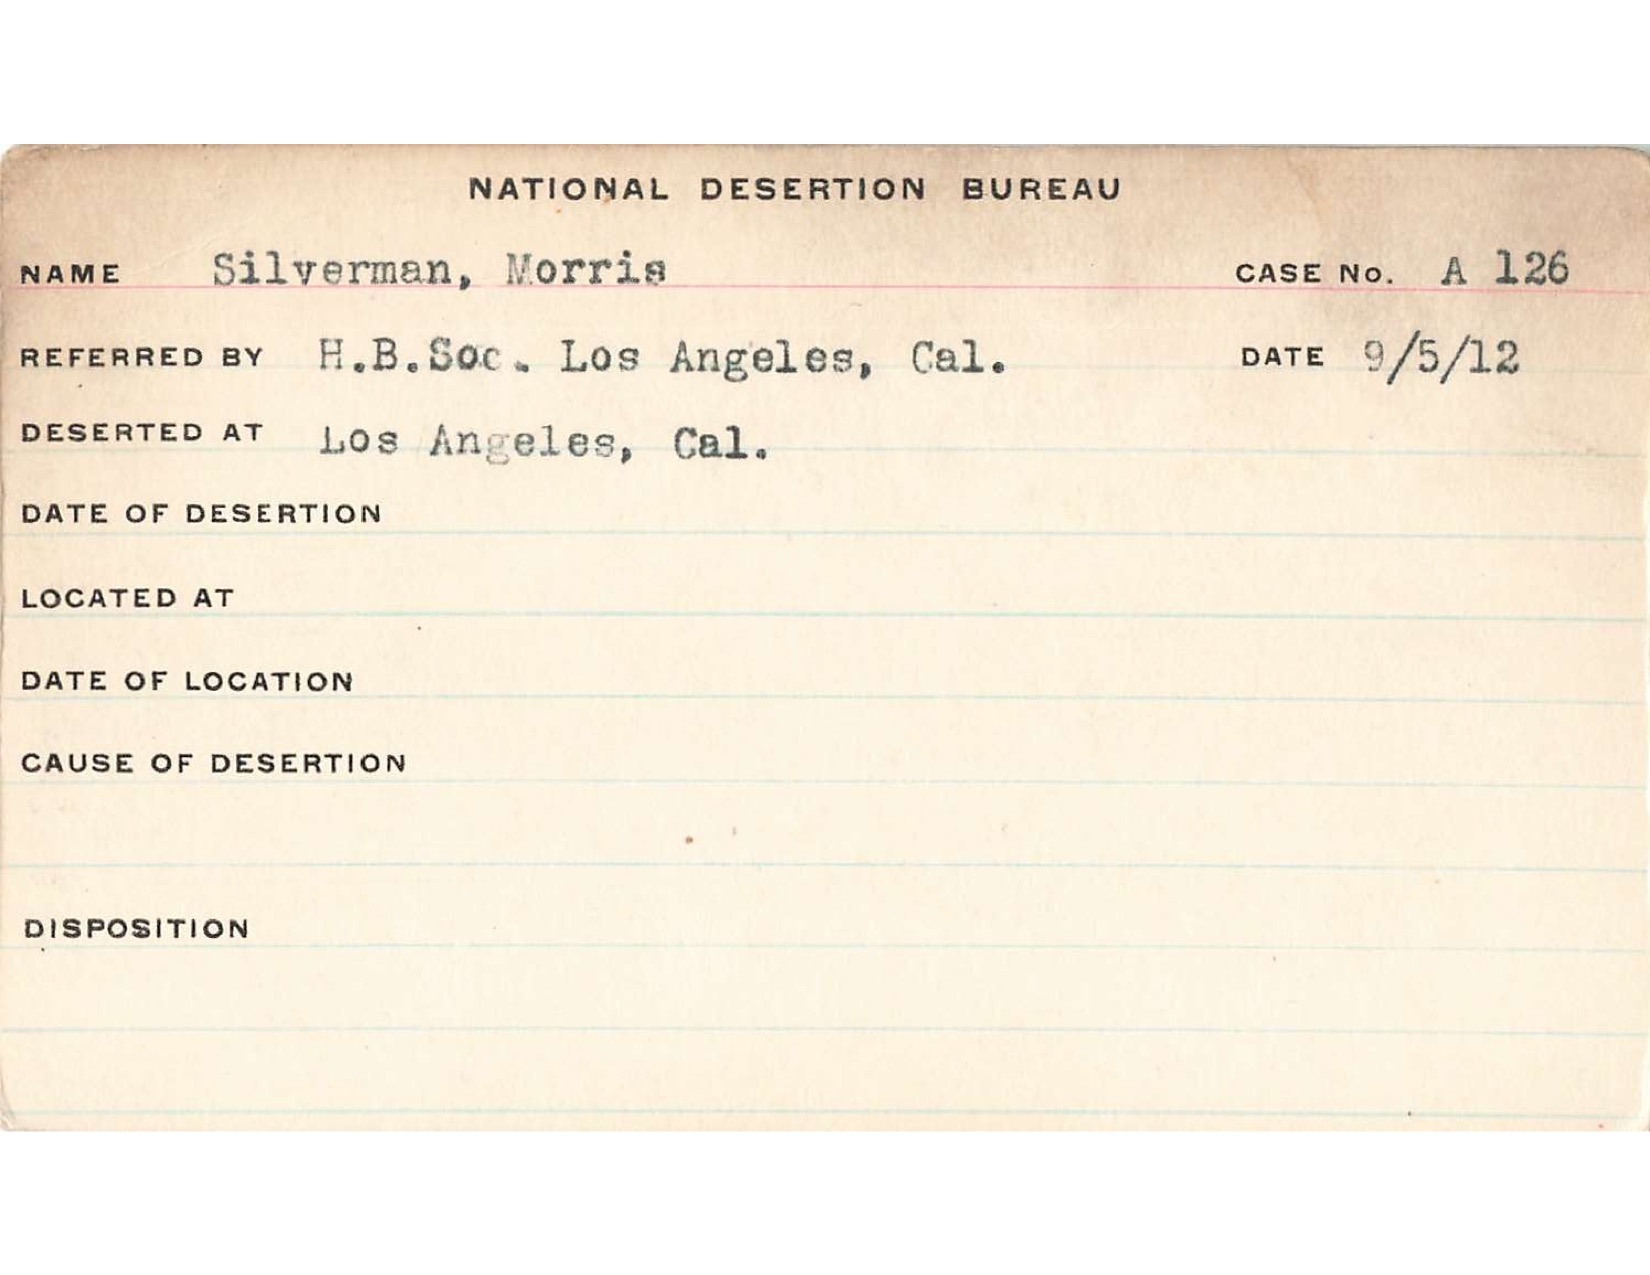 NATIONAL DESERTION BUREAU
NAME Silverman, Morris CASE No. A 126
REFERRED BY H.B.Soc. Los Angeles, Cal. DATE 9/5/12
DESERTED AT Los Angeles, Cal.
DATE OF DESERTION
LOCATED AT
DATE OF LOCATION
CAUSE OF DESERTION
DISPOSITION